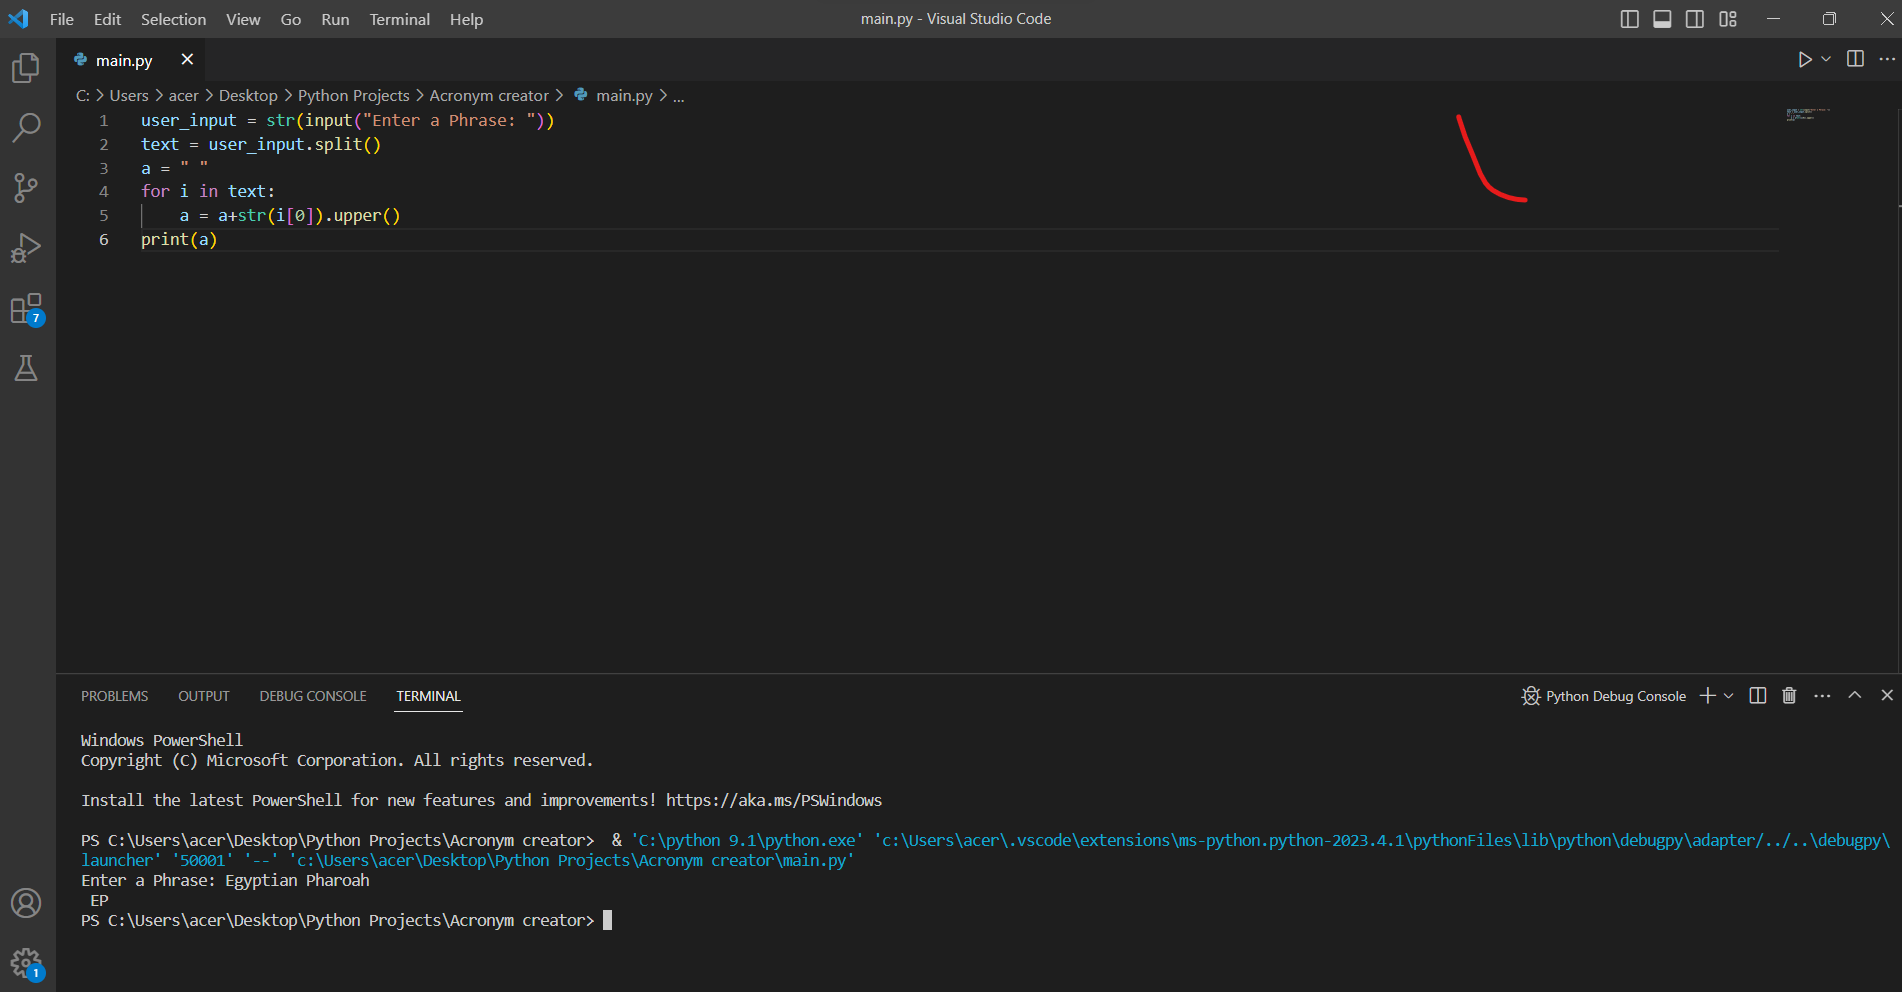 File Edit Selection View Go Run Terminal Help main.py - Visual Studio Code
main.py
C: > Users > acer > Desktop > Python Projects > Acronym creator > main.py > ...
1 user_input = str(input("Enter a Phrase: "))
2 text = user_input.split()
3 a = " "
4 for i in text:
5     a = a+str(i[0]).upper()
6 print(a)
7
PROBLEMS OUTPUT DEBUG CONSOLE TERMINAL Python Debug Console
Windows PowerShell
Copyright (C) Microsoft Corporation. All rights reserved.
Install the latest PowerShell for new features and improvements! https://aka.ms/PSWindows
PS C:\Users\acer\Desktop\Python Projects\Acronym creator>  & 'C:\python 9.1\python.exe' 'c:\Users\acer\.vscode\extensions\ms-python.python-2023.4.1\pythonFiles\lib\python\debugpy\adapter/../..\debugpy\
launcher' '50001' '--' 'c:\Users\acer\Desktop\Python Projects\Acronym creator\main.py'
Enter a Phrase: Egyptian Pharoah
 EP
PS C:\Users\acer\Desktop\Python Projects\Acronym creator>
1